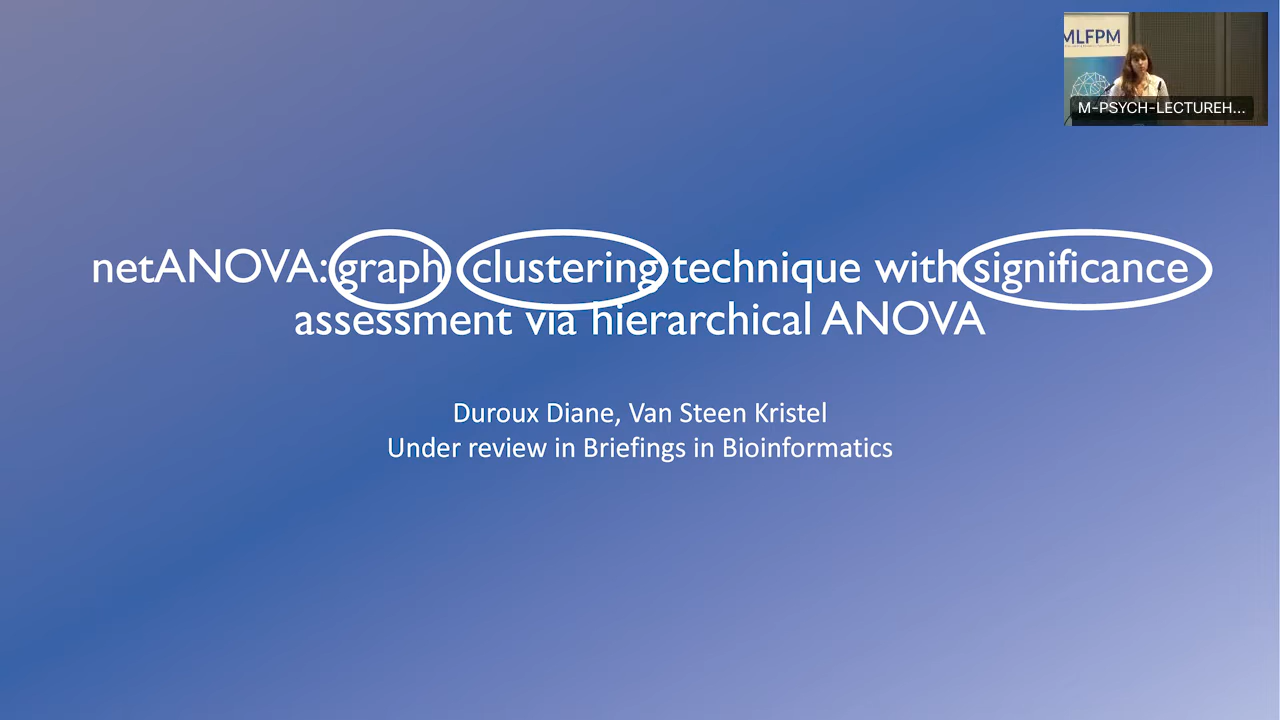 MLFPM
M-PSYCH-LECTUREH...
netANOVA: graph clustering technique with significance
assessment via hierarchical ANOVA
Duroux Diane, Van Steen Kristel
Under review in Briefings in Bioinformatics